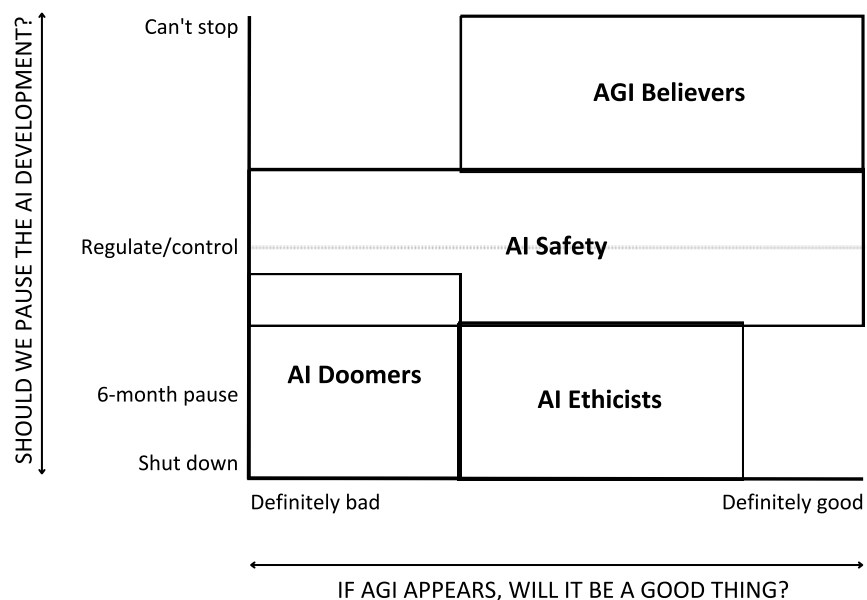 SHOULD WE PAUSE THE AI DEVELOPMENT?
Can't stop
AGI Believers
Regulate/control
AI Safety
AI Doomers
6-month pause
AI Ethicists
Shut down
Definitely bad
Definitely good
IF AGI APPEARS, WILL IT BE A GOOD THING?